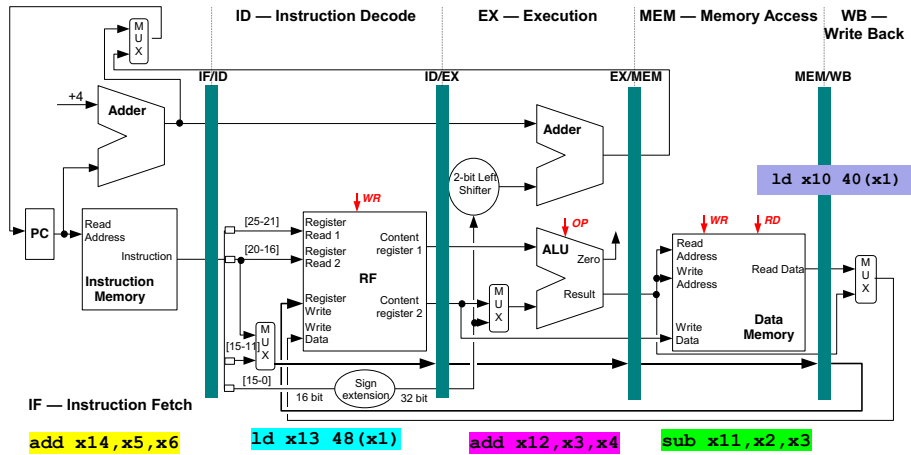 ID — Instruction Decode
EX — Execution
MEM — Memory Access
WB —
Write Back
M
U
X
IF/ID
ID/EX
EX/MEM
MEM/WB
+4
Adder
Adder
2-bit Left
Shifter
ld x10 40(x1)
WR
OP
WR
RD
[25-21]
[20-16]
[15-11]
[15-0]
PC
Read
Address
Instruction
Instruction
Memory
Register
Read 1
Register
Read 2
RF
Content
register 1
Content
register 2
Register
Write
Write
Data
M
U
X
M
U
X
ALU
Zero
Result
Read
Address
Write
Address
Read Data
Write
Data
Data
Memory
M
U
X
16 bit
Sign
extension
32 bit
IF — Instruction Fetch
add x14,x5,x6
ld x13 48(x1)
add x12,x3,x4
sub x11,x2,x3